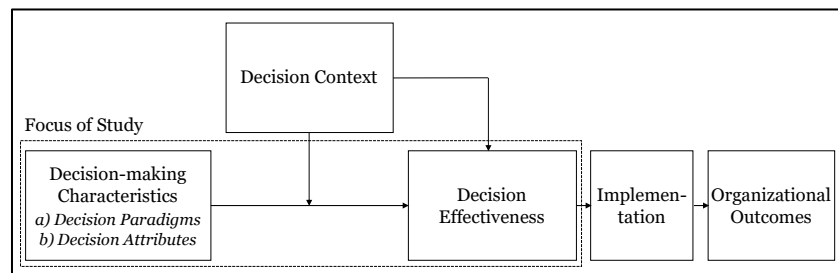 Decision Context
Focus of Study
Decision-making
Characteristics
a) Decision Paradigms
b) Decision Attributes
Decision
Effectiveness
Implemen-
tation
Organizational
Outcomes